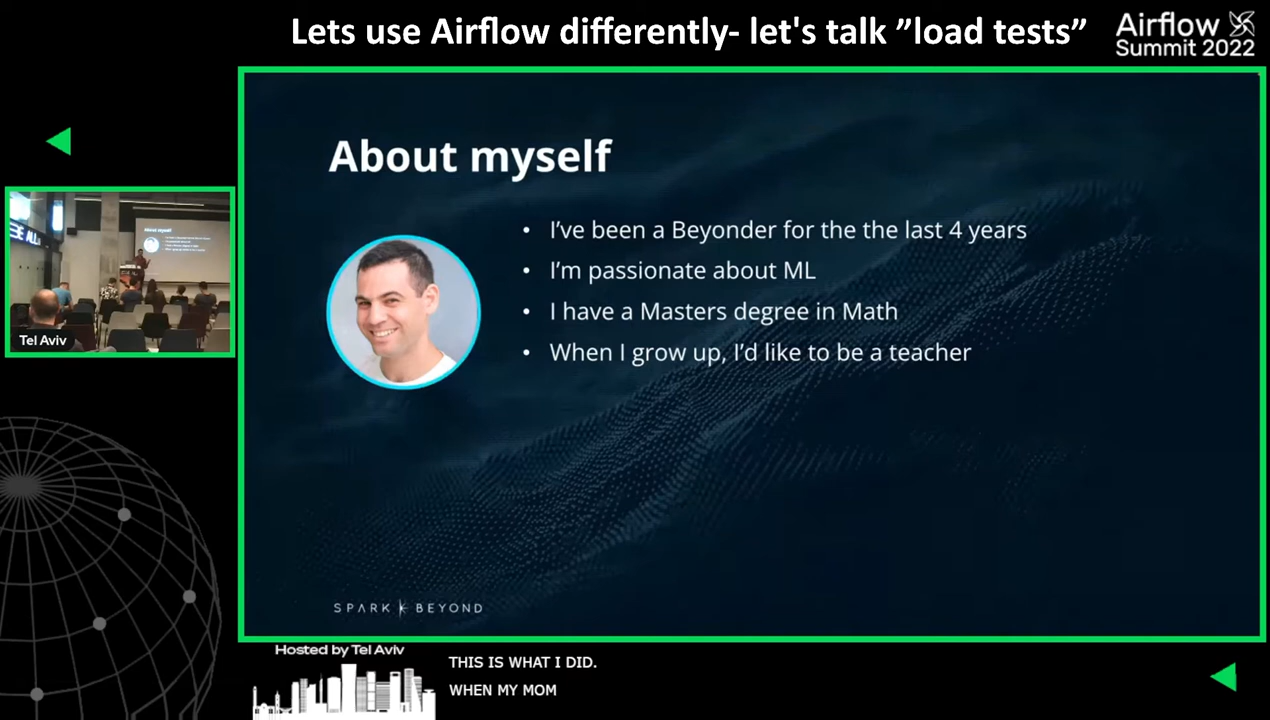 Lets use Airflow differently- let's talk ”load tests”
Airflow
Summit 2022
About myself
• I’ve been a Beyonder for the the last 4 years
• I’m passionate about ML
• I have a Masters degree in Math
• When I grow up, I’d like to be a teacher
About myself
Tel Aviv
SPARK BEYOND
Hosted by Tel Aviv
THIS IS WHAT I DID.
WHEN MY MOM